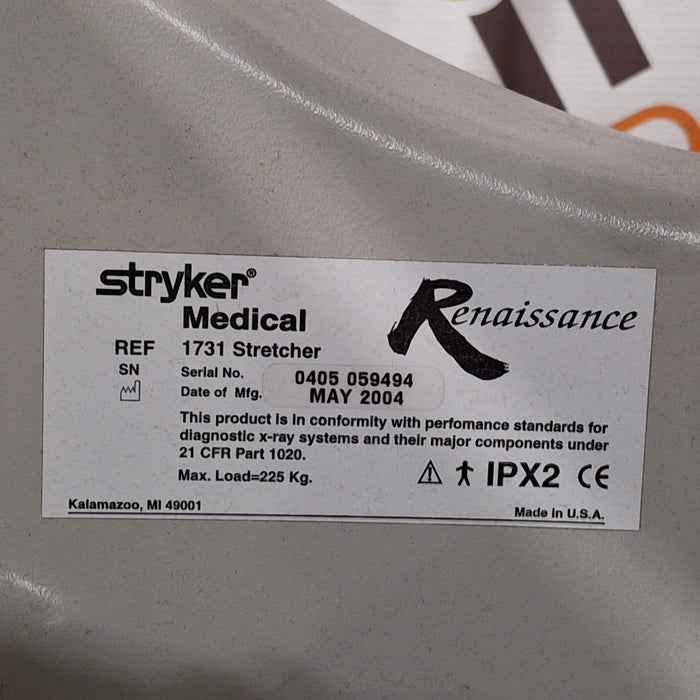 stryker®
Medical
Renaissance
REF 1731 Stretcher
SN Serial No. 0405 059494
Date of Mfg. MAY 2004
This product is in conformity with perfomance standards for
diagnostic x-ray systems and their major components under
21 CFR Part 1020.
Max. Load=225 Kg.
IPX2 CE
Kalamazoo, MI 49001
Made in U.S.A.